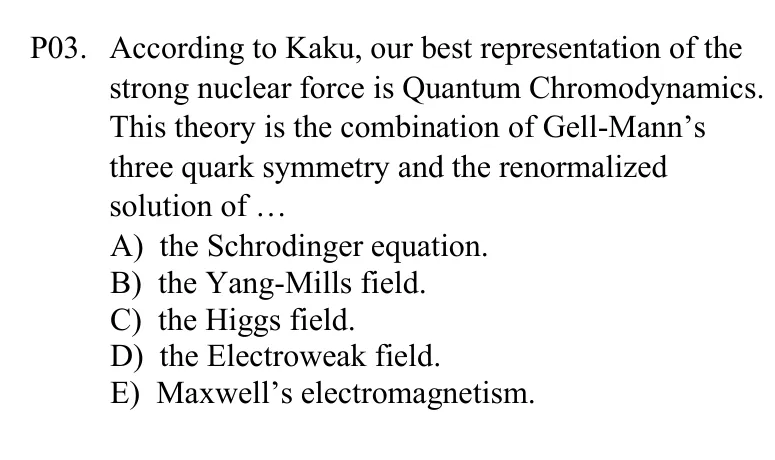 P03. According to Kaku, our best representation of the
strong nuclear force is Quantum Chromodynamics.
This theory is the combination of Gell-Mann’s
three quark symmetry and the renormalized
solution of …
A) the Schrodinger equation.
B) the Yang-Mills field.
C) the Higgs field.
D) the Electroweak field.
E) Maxwell’s electromagnetism.